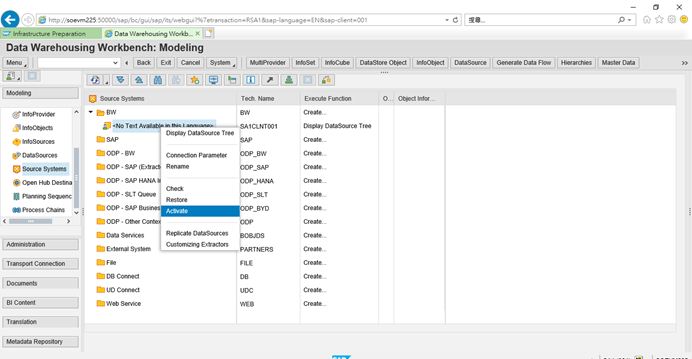 http://soevm225:50000/sap/bc/gui/sap/its/webgui?%7etransaction=RSA1&sap-language=EN&sap-client=001
搜尋...
Infrastructure Preparation
Data Warehousing Workbenc...
Data Warehousing Workbench: Modeling
Menu
Back
Exit
Cancel
System
MultiProvider
InfoSet
InfoCube
DataStore Object
InfoObject
DataSource
Generate Data Flow
Hierarchies
Master Data
Modeling
InfoProvider
InfoObjects
InfoSources
DataSources
Source Systems
Open Hub Destina
Planning Sequenc
Process Chains
Administration
Transport Connection
Documents
BI Content
Translation
Metadata Repository
Source Systems Tech. Name Execute Function O... Object Infor...
BW BW Create...
<No Text Available in this Language> SA1CLNT001 Display DataSource Tree
SAP SAP Create...
ODP - BW ODP_BW Create...
ODP - SAP (Extract ODP_SAP Create...
ODP - SAP HANA I ODP_HANA Create...
ODP - SLT Queue ODP_SLT Create...
ODP - SAP Busines ODP_BYD Create...
ODP - Other Contex ODP Create...
Data Services BOBJDS Create...
External System PARTNERS Create...
File FILE Create...
DB Connect DB Create...
UD Connect UDC Create...
Web Service WEB Create...
Display DataSource Tree
Connection Parameter
Rename
Check
Restore
Activate
Replicate DataSources
Customizing Extractors